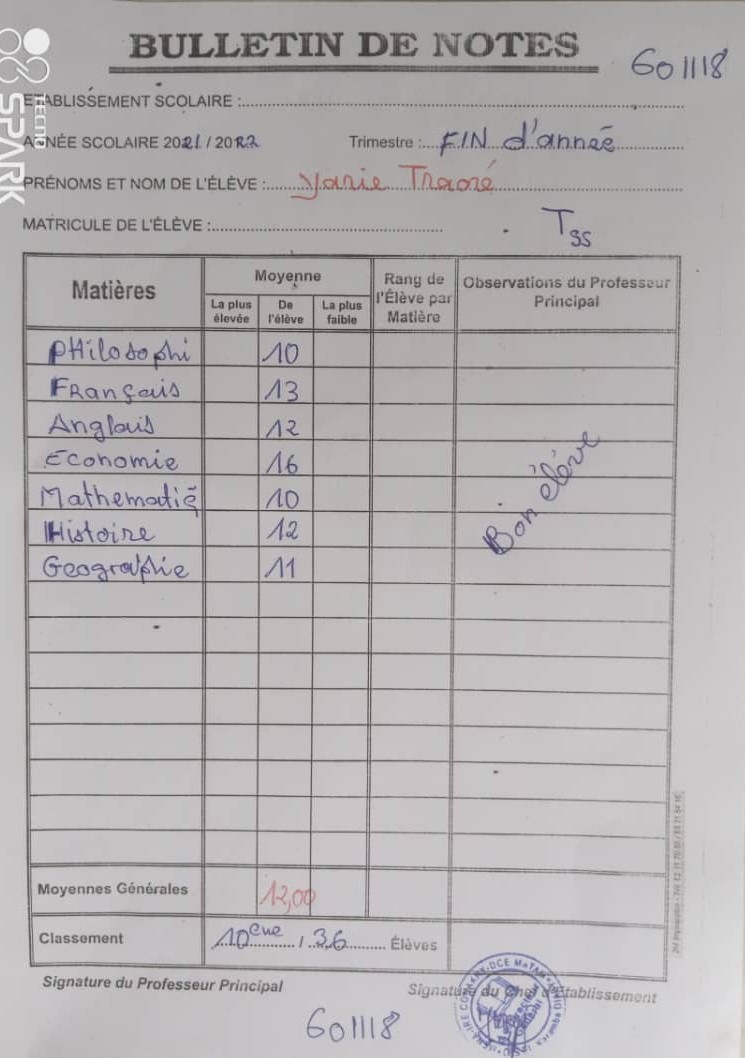 BULLETIN DE NOTES
601118
ETABLISSEMENT SCOLAIRE :
ANNÉE SCOLAIRE 2021 / 2022 Trimestre : FIN d'année
PRÉNOMS ET NOM DE L'ÉLÈVE : Yarie Traoré
MATRICULE DE L'ÉLÈVE :
TSS
Matières Moyenne Rang de l'Élève par Matière Observations du Professeur Principal
La plus élevée De l'élève La plus faible
PHilosophi 10
Français 13
Anglais 12
Economie 16
Mathematiq 10
Histoire 12
Geographie 11
Bon élève
Moyennes Générales 12,00
Classement 10ème / 36 Élèves
Signature du Professeur Principal Signature du Chef d'Établissement
601118
TECNO
SPARK